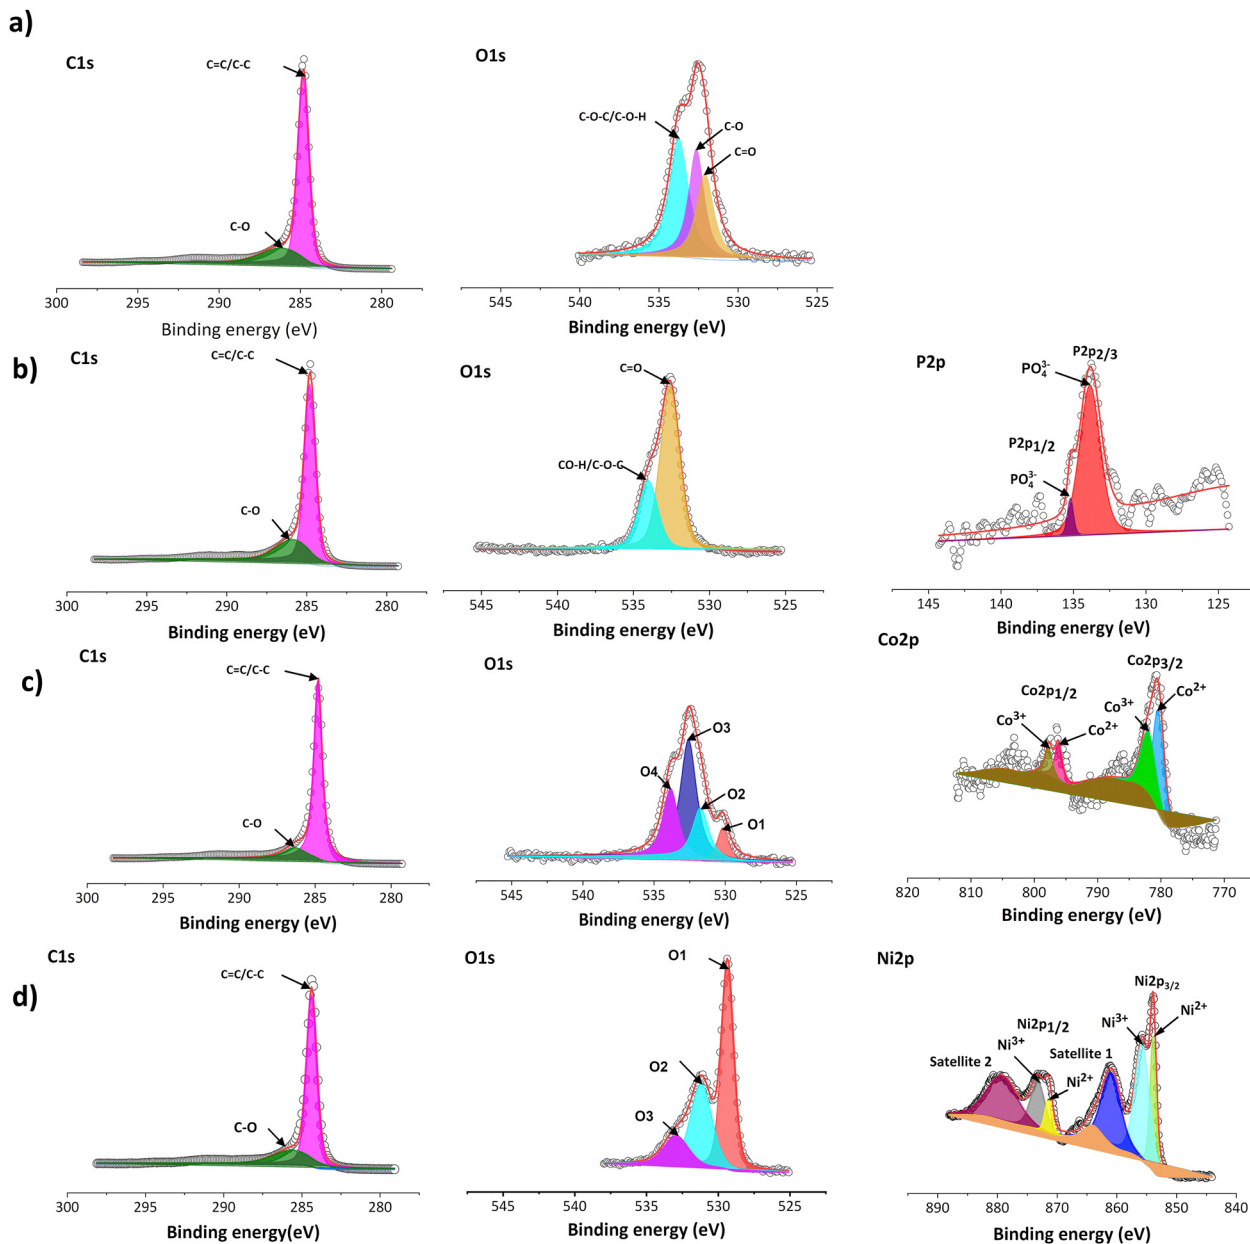 a)
C1s
C=C/C-C
C-O
300 295 290 285 280
Binding energy (eV)
O1s
C-O-C/C-O-H
C-O
C=O
545 540 535 530 525
Binding energy (eV)
b)
C1s
C=C/C-C
C-O
300 295 290 285 280
Binding energy (eV)
O1s
C=O
CO-H/C-O-C
545 540 535 530 525
Binding energy (eV)
P2p
P2p2/3
PO₄³⁻
P2p1/2
PO₄³⁻
145 140 135 130 125
Binding energy (eV)
c)
C1s
C=C/C-C
C-O
300 295 290 285 280
Binding energy (eV)
O1s
O3
O4
O2
O1
545 540 535 530 525
Binding energy (eV)
Co2p
Co2p3/2
Co2p1/2
Co³⁺
Co²⁺
Co³⁺
Co²⁺
820 810 800 790 780 770
Binding energy (eV)
d)
C1s
C=C/C-C
C-O
300 295 290 285 280
Binding energy(eV)
O1s
O1
O2
O3
545 540 535 530 525
Binding energy (eV)
Ni2p
Ni2p3/2
Ni³⁺
Ni²⁺
Ni2p1/2
Ni³⁺
Satellite 2
Satellite 1
Ni²⁺
890 880 870 860 850 840
Binding energy (eV)